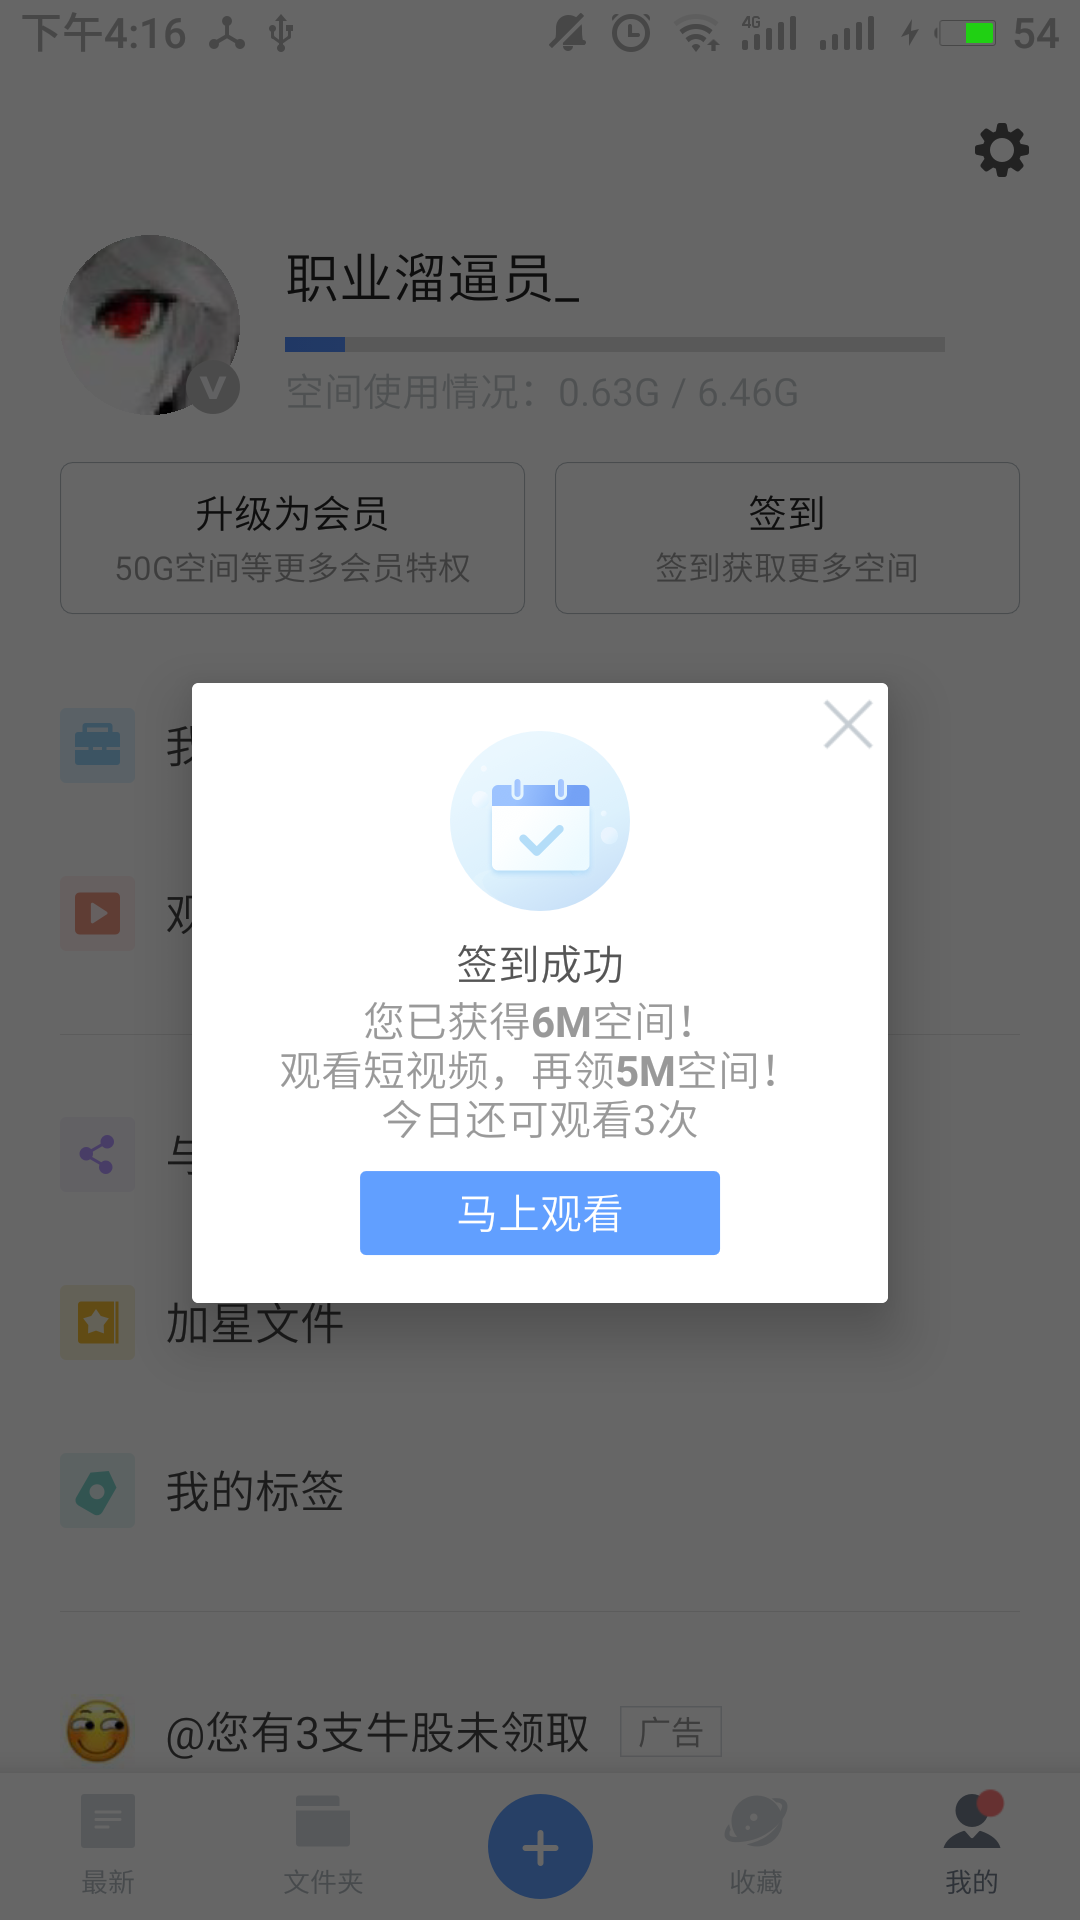 下午4:16
4G
54
职业溜逼员_
空间使用情况：0.63G / 6.46G
升级为会员
50G空间等更多会员特权
签到
签到获取更多空间
我
签到成功
您已获得6M空间！
观看短视频，再领5M空间！
今日还可观看3次
马上观看
观
与
加星文件
我的标签
@您有3支牛股未领取
广告
最新
文件夹
收藏
我的